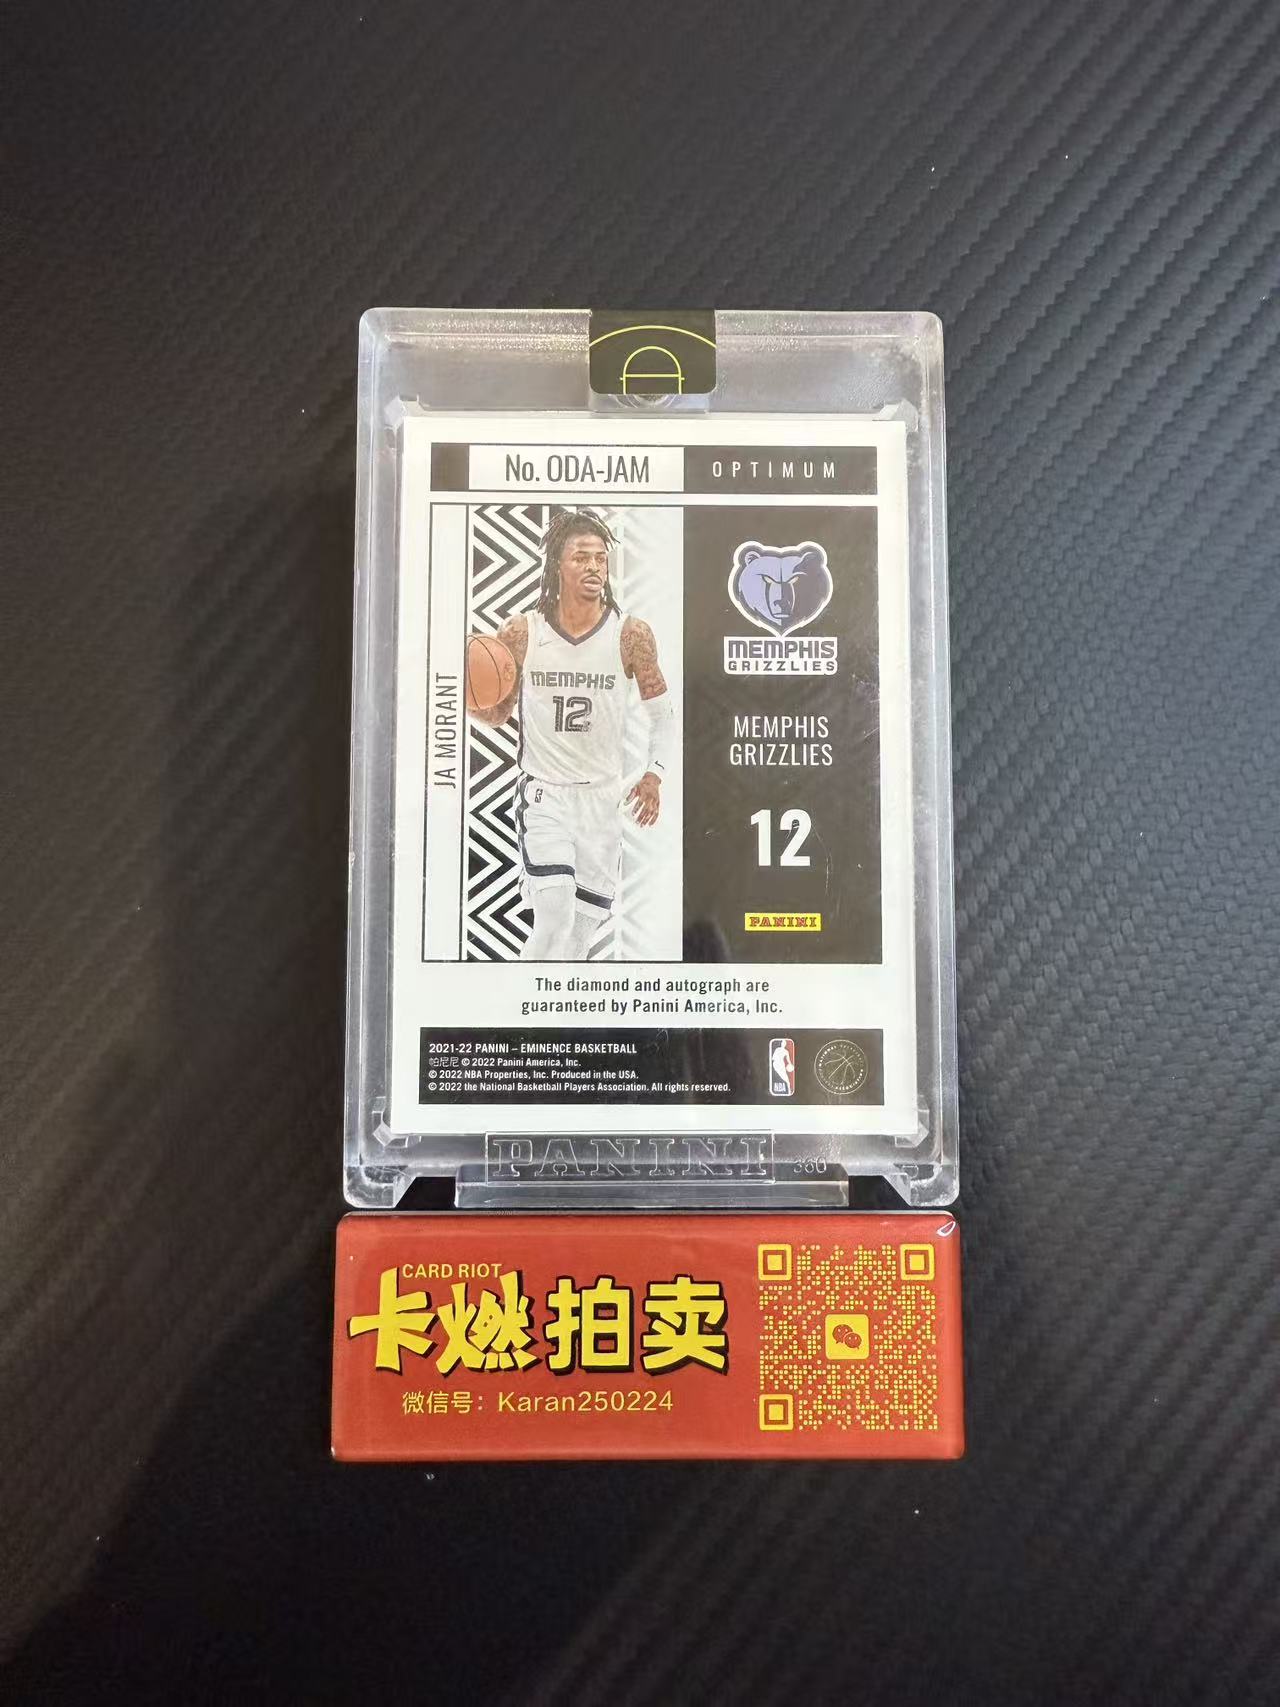 No. ODA-JAM
OPTIMUM
JA MORANT
MEMPHIS
12
MEMPHIS
GRIZZLIES
MEMPHIS
GRIZZLIES
12
PANINI
The diamond and autograph are
guaranteed by Panini America, Inc.
2021-22 PANINI – EMINENCE BASKETBALL
帕尼尼 © 2022 Panini America, Inc.
© 2022 NBA Properties, Inc. Produced in the USA.
© 2022 the National Basketball Players Association. All rights reserved.
NBA
PANINI
360
CARD RIOT
卡燃拍卖
微信号：Karan250224